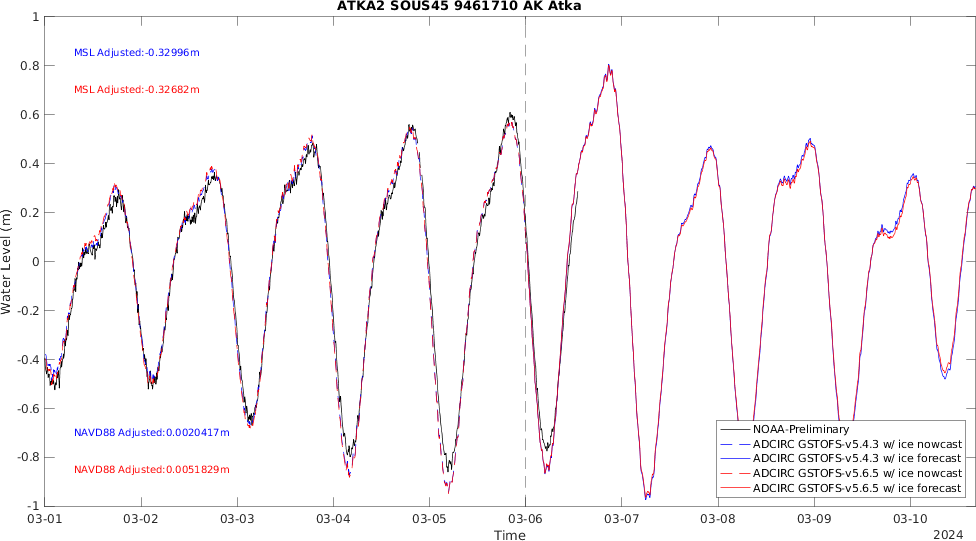 ATKA2 SOUS45 9461710 AK Atka
MSL Adjusted:-0.32996m
MSL Adjusted:-0.32682m
NAVD88 Adjusted:0.0020417m
NAVD88 Adjusted:0.0051829m
Water Level (m)
1
0.8
0.6
0.4
0.2
0
-0.2
-0.4
-0.6
-0.8
-1
NOAA-Preliminary
ADCIRC GSTOFS-v5.4.3 w/ ice nowcast
ADCIRC GSTOFS-v5.4.3 w/ ice forecast
ADCIRC GSTOFS-v5.6.5 w/ ice nowcast
ADCIRC GSTOFS-v5.6.5 w/ ice forecast
03-01 03-02 03-03 03-04 03-05 03-06 03-07 03-08 03-09 03-10
Time
2024